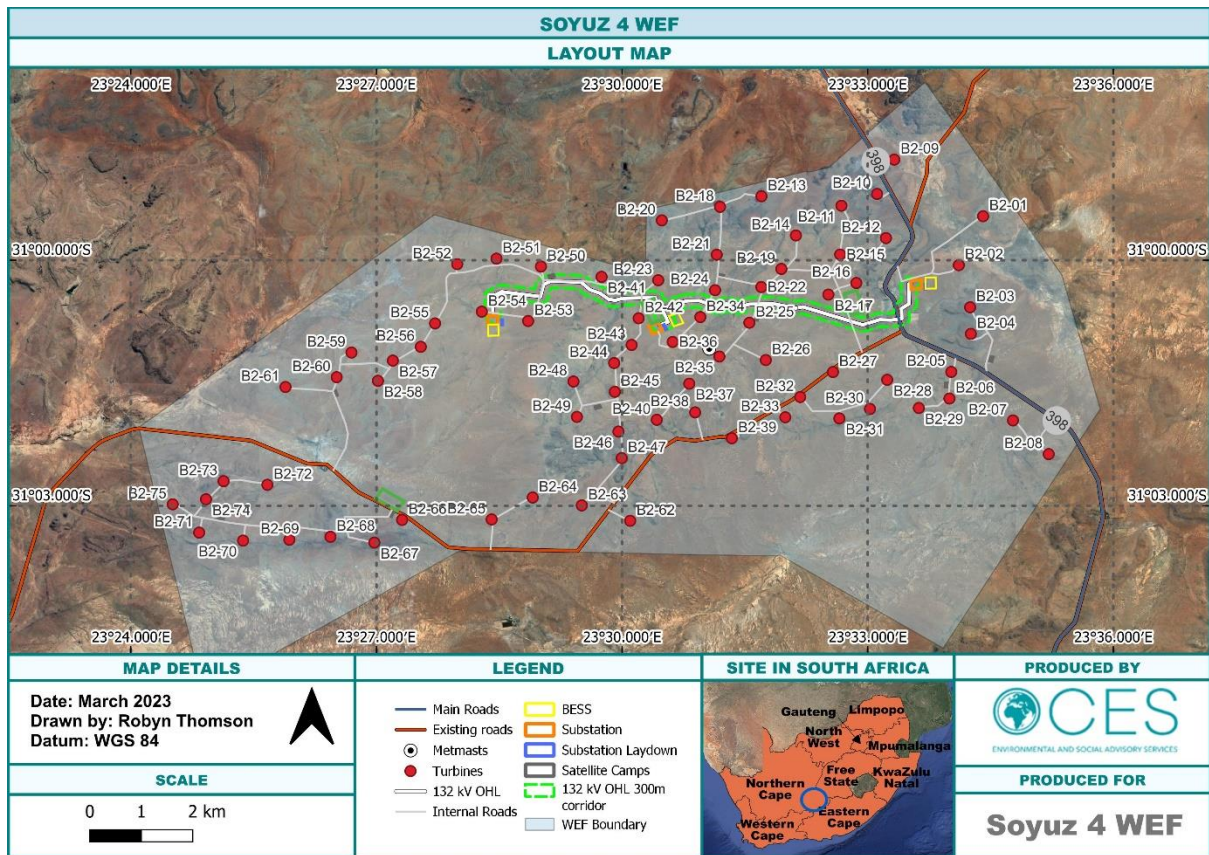 SOYUZ 4 WEF
LAYOUT MAP
23°24.000'E
23°27.000'E
23°30.000'E
23°33.000'E
23°36.000'E
398
B2-09
B2-18
B2-13
B2-10
B2-20
B2-14
B2-11
B2-01
B2-12
31°00.000'S
31°00.000'S
B2-52
B2-51
B2-50
B2-21
B2-19
B2-15
B2-02
B2-23
B2-24
B2-16
B2-41
B2-22
B2-17
B2-03
B2-54
B2-53
B2-42
B2-34
B2-25
B2-04
B2-55
B2-43
B2-36
B2-59
B2-56
B2-44
B2-26
B2-27
B2-05
B2-61
B2-60
B2-57
B2-48
B2-35
B2-58
B2-45
B2-37
B2-32
B2-28
B2-06
B2-49
B2-40
B2-38
B2-33
B2-30
B2-29
B2-07
398
B2-46
B2-39
B2-31
B2-47
B2-08
B2-73
B2-72
31°03.000'S
31°03.000'S
B2-75
B2-74
B2-66
B2-65
B2-64
B2-63
B2-62
B2-71
B2-69
B2-68
B2-70
B2-67
23°24.000'E
23°27.000'E
23°30.000'E
23°33.000'E
23°36.000'E
MAP DETAILS
Date: March 2023
Drawn by: Robyn Thomson
Datum: WGS 84
SCALE
0 1 2 km
LEGEND
Main Roads
Existing roads
Metmasts
Turbines
132 kV OHL
Internal Roads
BESS
Substation
Substation Laydown
Satellite Camps
132 kV OHL 300m
corridor
WEF Boundary
SITE IN SOUTH AFRICA
Limpopo
Gauteng
North
West
Mpumalanga
Free
State
KwaZulu
Natal
Northern
Cape
Eastern
Cape
Western
Cape
PRODUCED BY
CES
ENVIRONMENTAL AND SOCIAL ADVISORY SERVICES
PRODUCED FOR
Soyuz 4 WEF